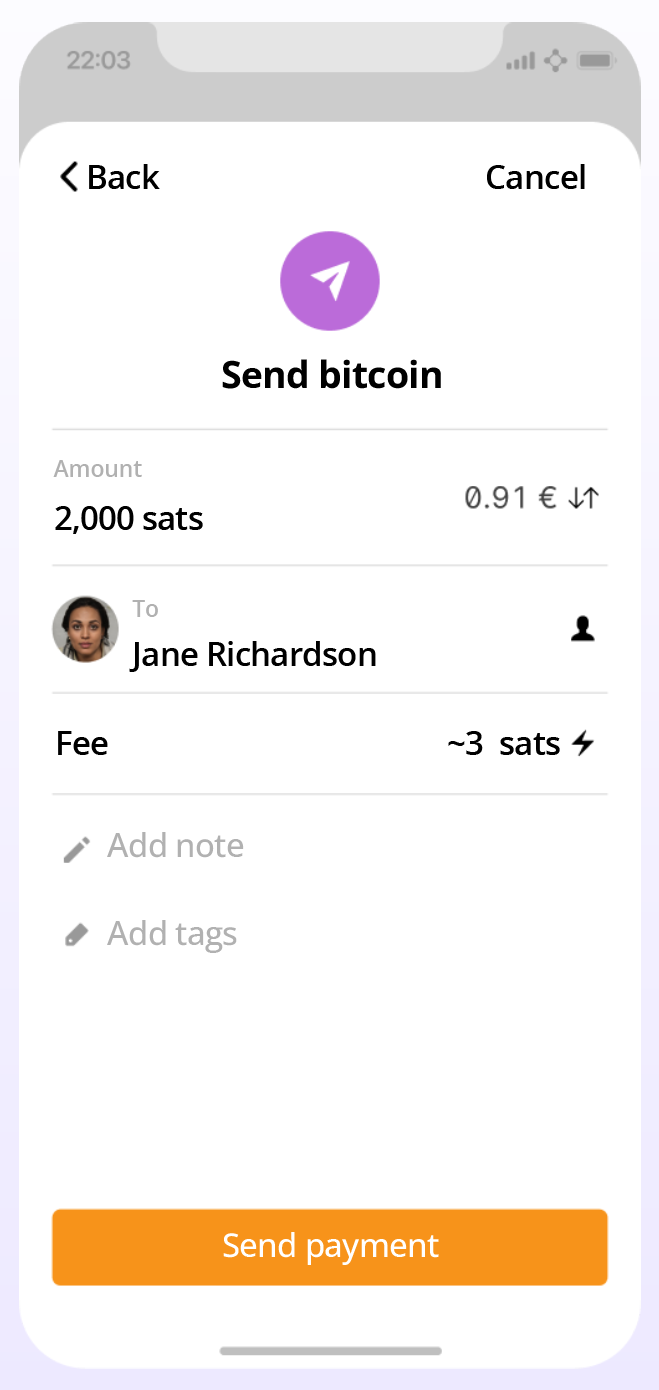 22:03
Back
Cancel
Send bitcoin
Amount
2,000 sats
0.91 €
To
Jane Richardson
Fee
~3 sats
Add note
Add tags
Send payment